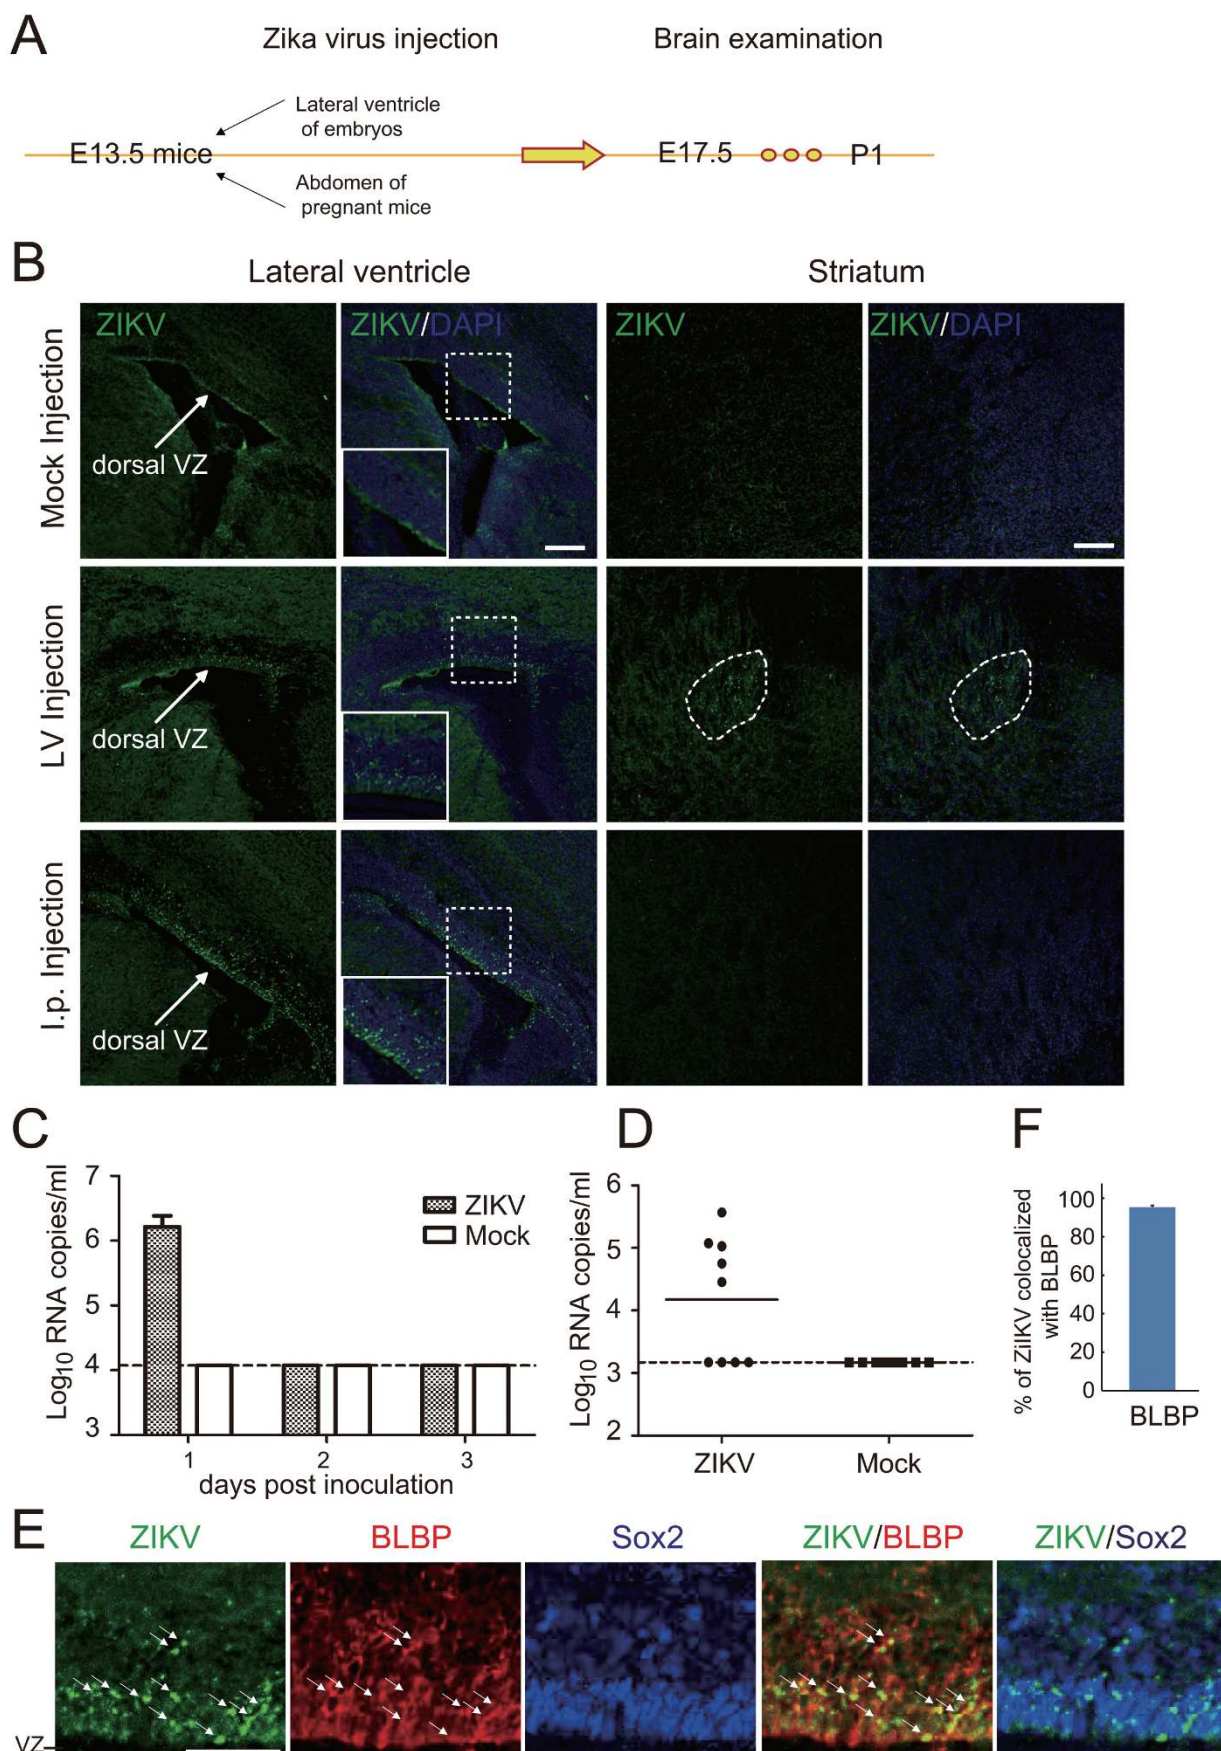 A
Zika virus injection
Brain examination
Lateral ventricle
of embryos
E13.5 mice
E17.5
P1
Abdomen of
pregnant mice
B
Lateral ventricle
Striatum
Mock Injection
ZIKV
ZIKV/DAPI
ZIKV
ZIKV/DAPI
dorsal VZ
LV Injection
dorsal VZ
I.p. Injection
dorsal VZ
C
Log10 RNA copies/ml
7
6
5
4
3
ZIKV
Mock
1
2
3
days post inoculation
D
Log10 RNA copies/ml
6
5
4
3
2
ZIKV
Mock
F
% of ZiIKV colocalized
with BLBP
100
80
60
40
20
0
BLBP
E
ZIKV
BLBP
Sox2
ZIKV/BLBP
ZIKV/Sox2
VZ